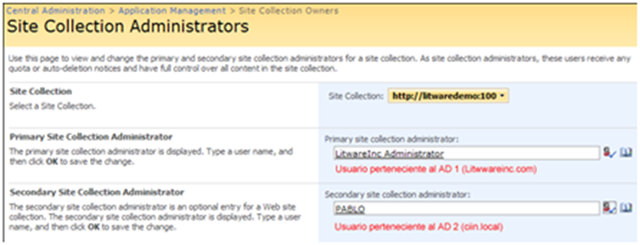 Central Administration > Application Management > Site Collection Owners
Site Collection Administrators
Use this page to view and change the primary and secondary site collection administrators for a site collection. As site collection administrators, these users receive any
quota or auto-deletion notices and have full control over all content in the site collection.
Site Collection
Select a Site Collection.
Site Collection: http://litwaredemo:100
Primary Site Collection Administrator
The primary site collection administrator is displayed. Type a user name, and
then click OK to save the change.
Primary site collection administrator:
LitwareInc Administrator
Usuario perteneciente al AD 1 (Litwwareinc.com)
Secondary Site Collection Administrator
The secondary site collection administrator is an optional entry for a Web site
collection. The secondary site collection administrator is displayed. Type a user
name, and then click OK to save the change.
Secondary site collection administrator:
PABLO
Usuario perteneciente al AD 2 (ciin.local)